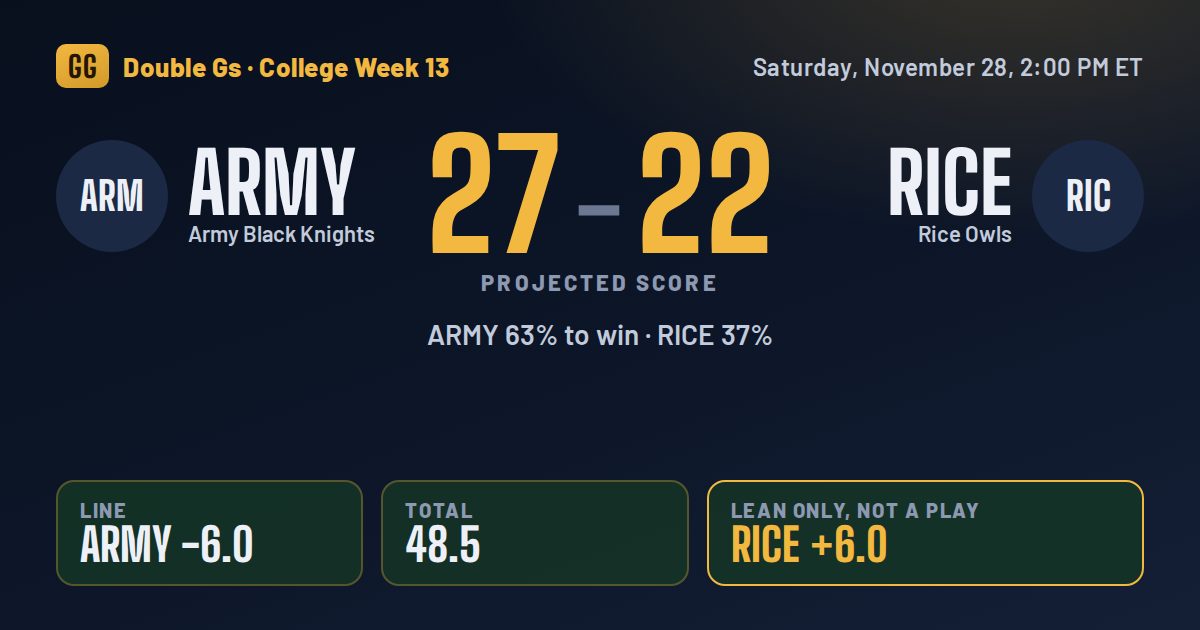 GG Double Gs · College Week 13
Saturday, November 28, 2:00 PM ET
ARM
ARMY
Army Black Knights
27 – 22
PROJECTED SCORE
ARMY 63% to win · RICE 37%
RICE
Rice Owls
RIC
LINE
ARMY −6.0
TOTAL
48.5
LEAN ONLY, NOT A PLAY
RICE +6.0